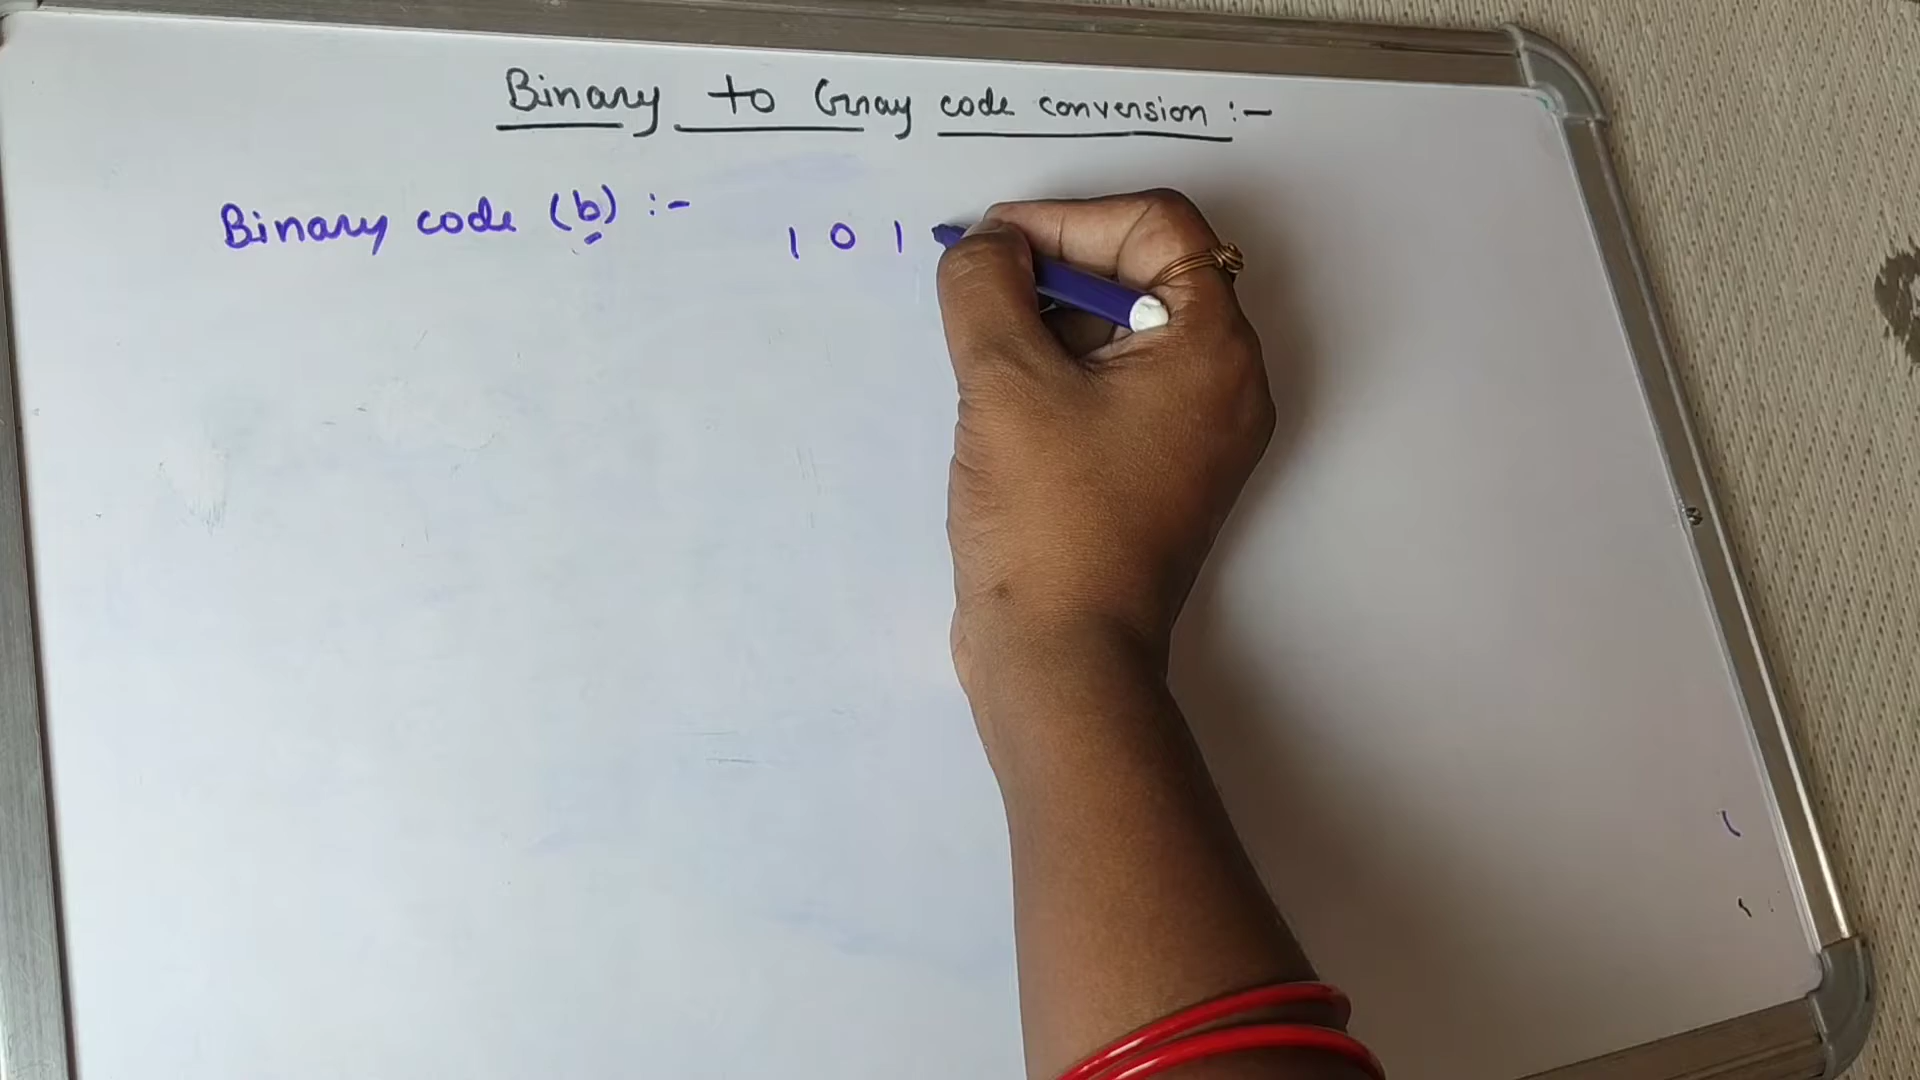 Binary to Gray code conversion :-
Binary code (b) :- 1 0 1